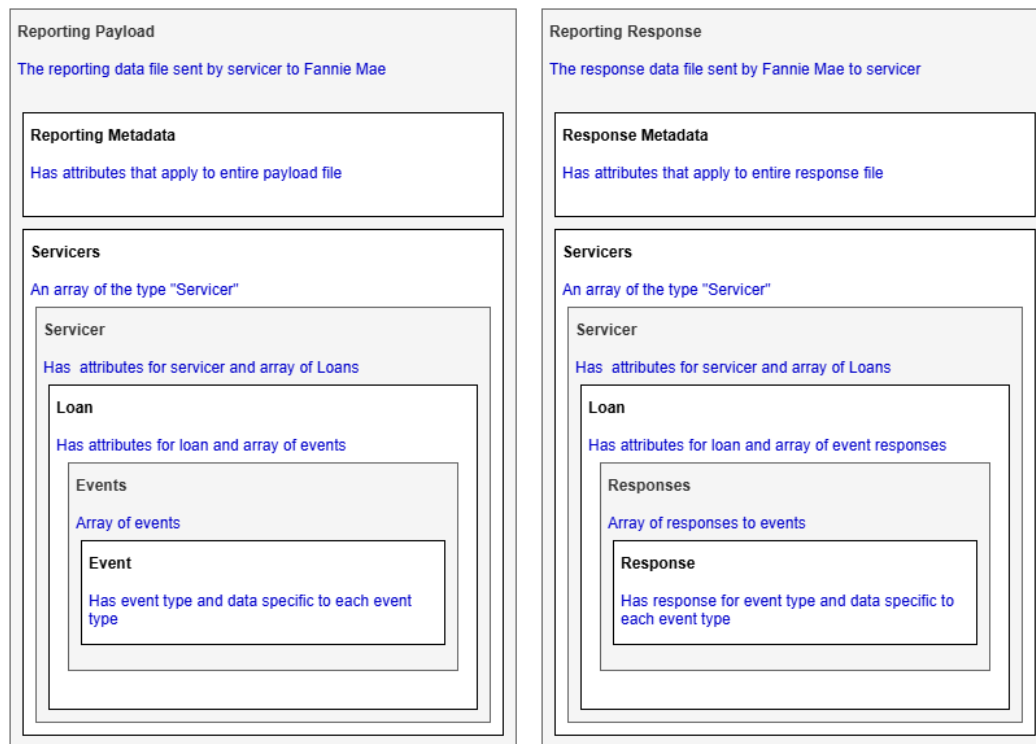 Reporting Payload
The reporting data file sent by servicer to Fannie Mae
Reporting Metadata
Has attributes that apply to entire payload file
Servicers
An array of the type "Servicer"
Servicer
Has attributes for servicer and array of Loans
Loan
Has attributes for loan and array of events
Events
Array of events
Event
Has event type and data specific to each event
type
Reporting Response
The response data file sent by Fannie Mae to servicer
Response Metadata
Has attributes that apply to entire response file
Servicers
An array of the type "Servicer"
Servicer
Has attributes for servicer and array of Loans
Loan
Has attributes for loan and array of event responses
Responses
Array of responses to events
Response
Has response for event type and data specific to
each event type